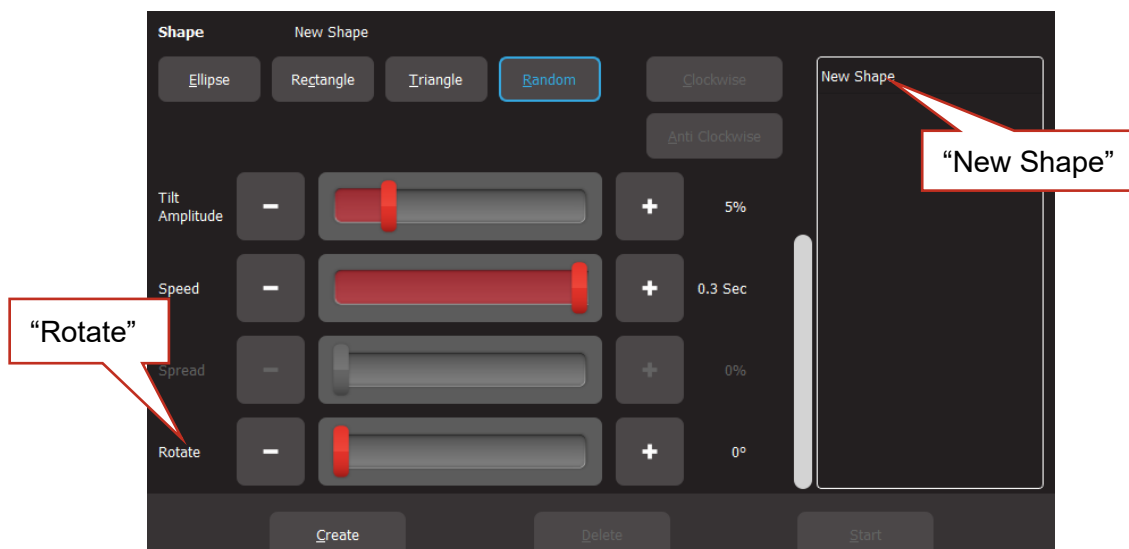 Shape New Shape
Ellipse Rectangle Triangle Random Clockwise New Shape
Anti Clockwise
“New Shape”
Tilt
Amplitude
5%
Speed 0.3 Sec
“Rotate”
Spread 0%
Rotate 0º
Create Delete Start